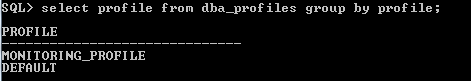 SQL> select profile from dba_profiles group by profile;
PROFILE
------------------------------
MONITORING_PROFILE
DEFAULT